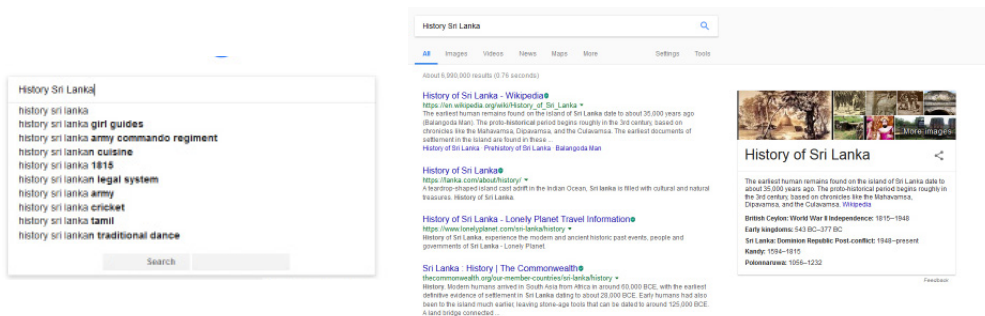 History Sri Lanka
history sri lanka
history sri lanka girl guides
history sri lanka army commando regiment
history sri lankan cuisine
history sri lanka 1815
history sri lankan legal system
history sri lanka army
history sri lanka cricket
history sri lanka tamil
history sri lankan traditional dance
Search
History Sri Lanka
All Images Videos News Maps More Settings Tools
About 6,990,000 results (0.76 seconds)
History of Sri Lanka - Wikipedia
https://en.wikipedia.org/wiki/History_of_Sri_Lanka
The earliest human remains found on the island of Sri Lanka date to about 35,000 years ago
(Balangoda Man). The proto-historical period begins roughly in the 3rd century, based on
chronicles like the Mahavamsa, Dipavamsa, and the Culavamsa. The earliest documents of
settlement in the island are found in these ...
History of Sri Lanka Prehistory of Sri Lanka Balangoda Man
History of Sri Lanka
https://lanka.com/about/history/
A teardrop-shaped island cast adrift in the Indian Ocean, Sri lanka is filled with cultural and natural
treasures. History of Sri Lanka.
History of Sri Lanka - Lonely Planet Travel Information
https://www.lonelyplanet.com/sri-lanka/history
History of Sri Lanka, experience the modern and ancient historic past events, people and
governments of Sri Lanka - Lonely Planet.
Sri Lanka : History | The Commonwealth
thecommonwealth.org/our-member-countries/sri-lanka/history
History. Modern humans arrived in South Asia from Africa in around 60,000 BCE, with the earliest
definitive evidence of settlement in Sri Lanka dating to about 28,000 BCE. Early humans had also
been to the island much earlier, leaving stone-age tools that can be dated to around 125,000 BCE.
A land bridge connected ...
More images
History of Sri Lanka
The earliest human remains found on the island of Sri Lanka date to
about 35,000 years ago. The proto-historical period begins roughly in
the 3rd century, based on chronicles like the Mahavamsa,
Dipavamsa, and the Culavamsa. Wikipedia
British Ceylon: World War II Independence: 1815–1948
Early kingdoms: 543 BC–377 BC
Sri Lanka: Dominion Republic Post-conflict: 1948–present
Kandy: 1594–1815
Polonnaruwa: 1056–1232
Feedback